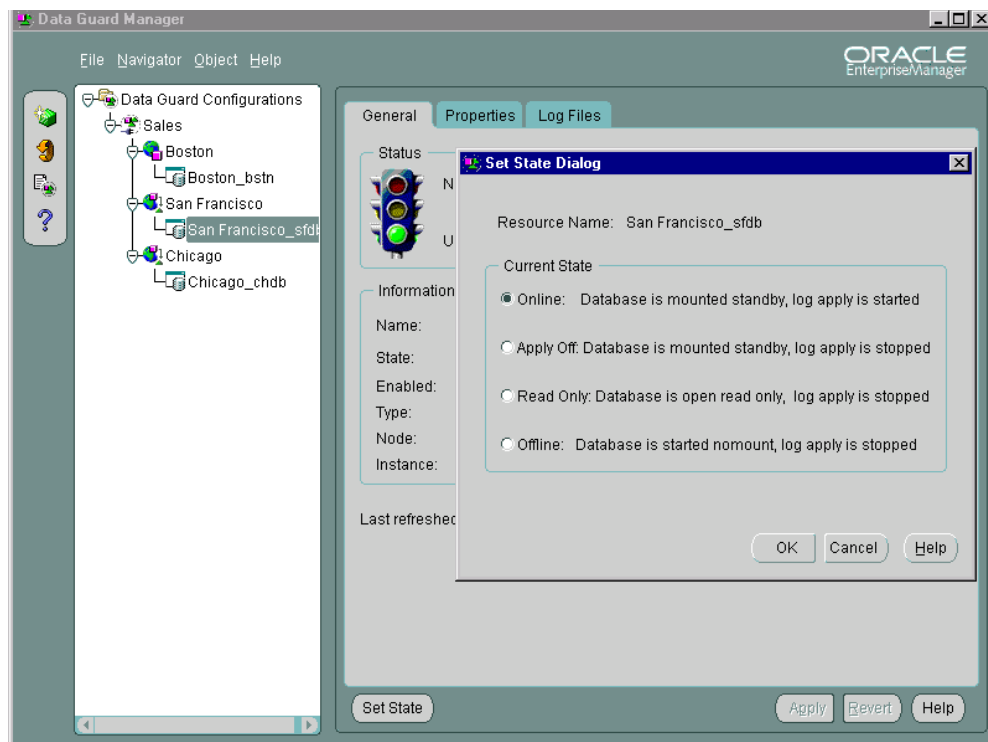 Data Guard Manager
File Navigator Object Help
ORACLE
EnterpriseManager
Data Guard Configurations
Sales
Boston
Boston_bstn
San Francisco
San Francisco_sfdb
Chicago
Chicago_chdb
General Properties Log Files
Status
N
U
Information
Name:
State:
Enabled:
Type:
Node:
Instance:
Last refreshed
Set State Dialog
Resource Name: San Francisco_sfdb
Current State
Online: Database is mounted standby, log apply is started
Apply Off: Database is mounted standby, log apply is stopped
Read Only: Database is open read only, log apply is stopped
Offline: Database is started nomount, log apply is stopped
OK Cancel Help
Set State
Apply Revert Help